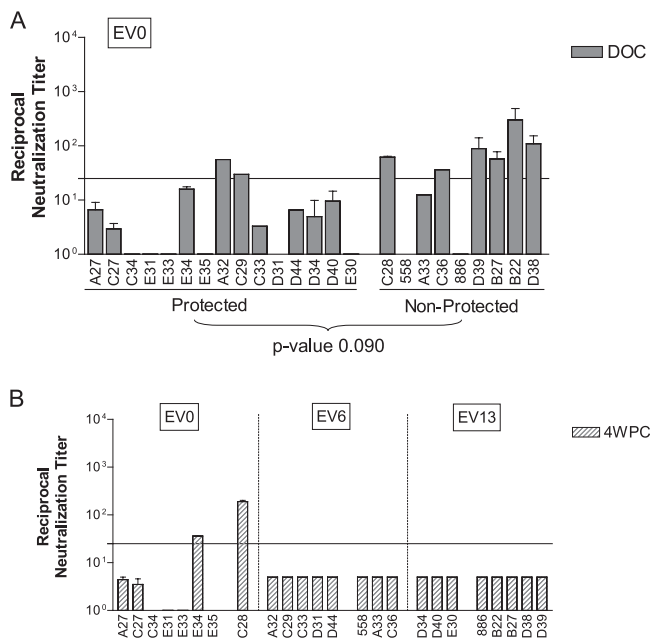 A
EV0
DOC
Reciprocal
Neutralization Titer
10⁴
10³
10²
10¹
10⁰
A27 C27 C34 E31 E33 E34 E35 A32 C29 C33 D31 D44 D34 D40 E30 C28 558 A33 C36 886 D39 B27 B22 D38
Protected Non-Protected
p-value 0.090
B
EV0 EV6 EV13
4WPC
Reciprocal
Neutralization Titer
10⁴
10³
10²
10¹
10⁰
A27 C27 C34 E31 E33 E34 E35 C28 A32 C29 C33 D31 D44 558 A33 C36 D34 D40 E30 886 B22 B27 D38 D39